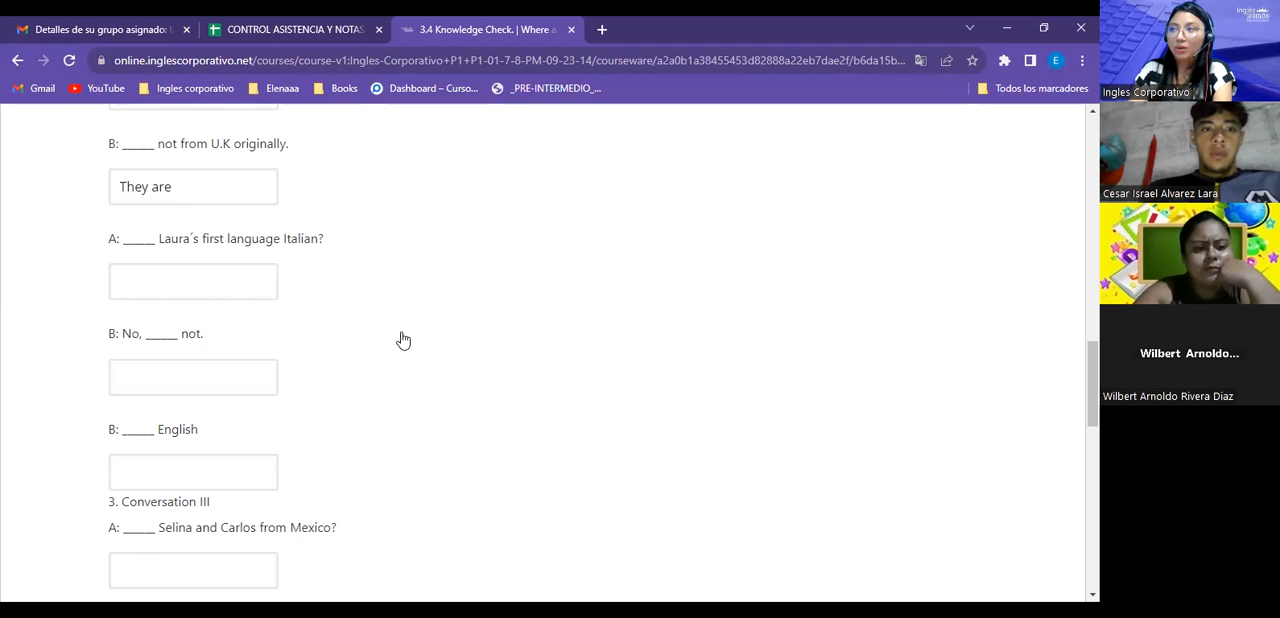 Detalles de su grupo asignado: I
CONTROL ASISTENCIA Y NOTAS
3.4 Knowledge Check. | Where a
online.inglescorporativo.net/courses/course-v1:Ingles-Corporativo+P1+P1-01-7-8-PM-09-23-14/courseware/a2a0b1a38455453d82888a22eb7dae2f/b6da15b...
E
Gmail
YouTube
Ingles corporativo
Elenaaa
Books
Dashboard – Curso...
_PRE-INTERMEDIO_...
Todos los marcadores
B: _____ not from U.K originally.
They are
A: _____ Laura´s first language Italian?
B: No, _____ not.
B: _____ English
3. Conversation III
A: _____ Selina and Carlos from Mexico?
Ingles
Ingles Corporativo
Cesar Israel Alvarez Lara
Wilbert Arnoldo...
Wilbert Arnoldo Rivera Diaz